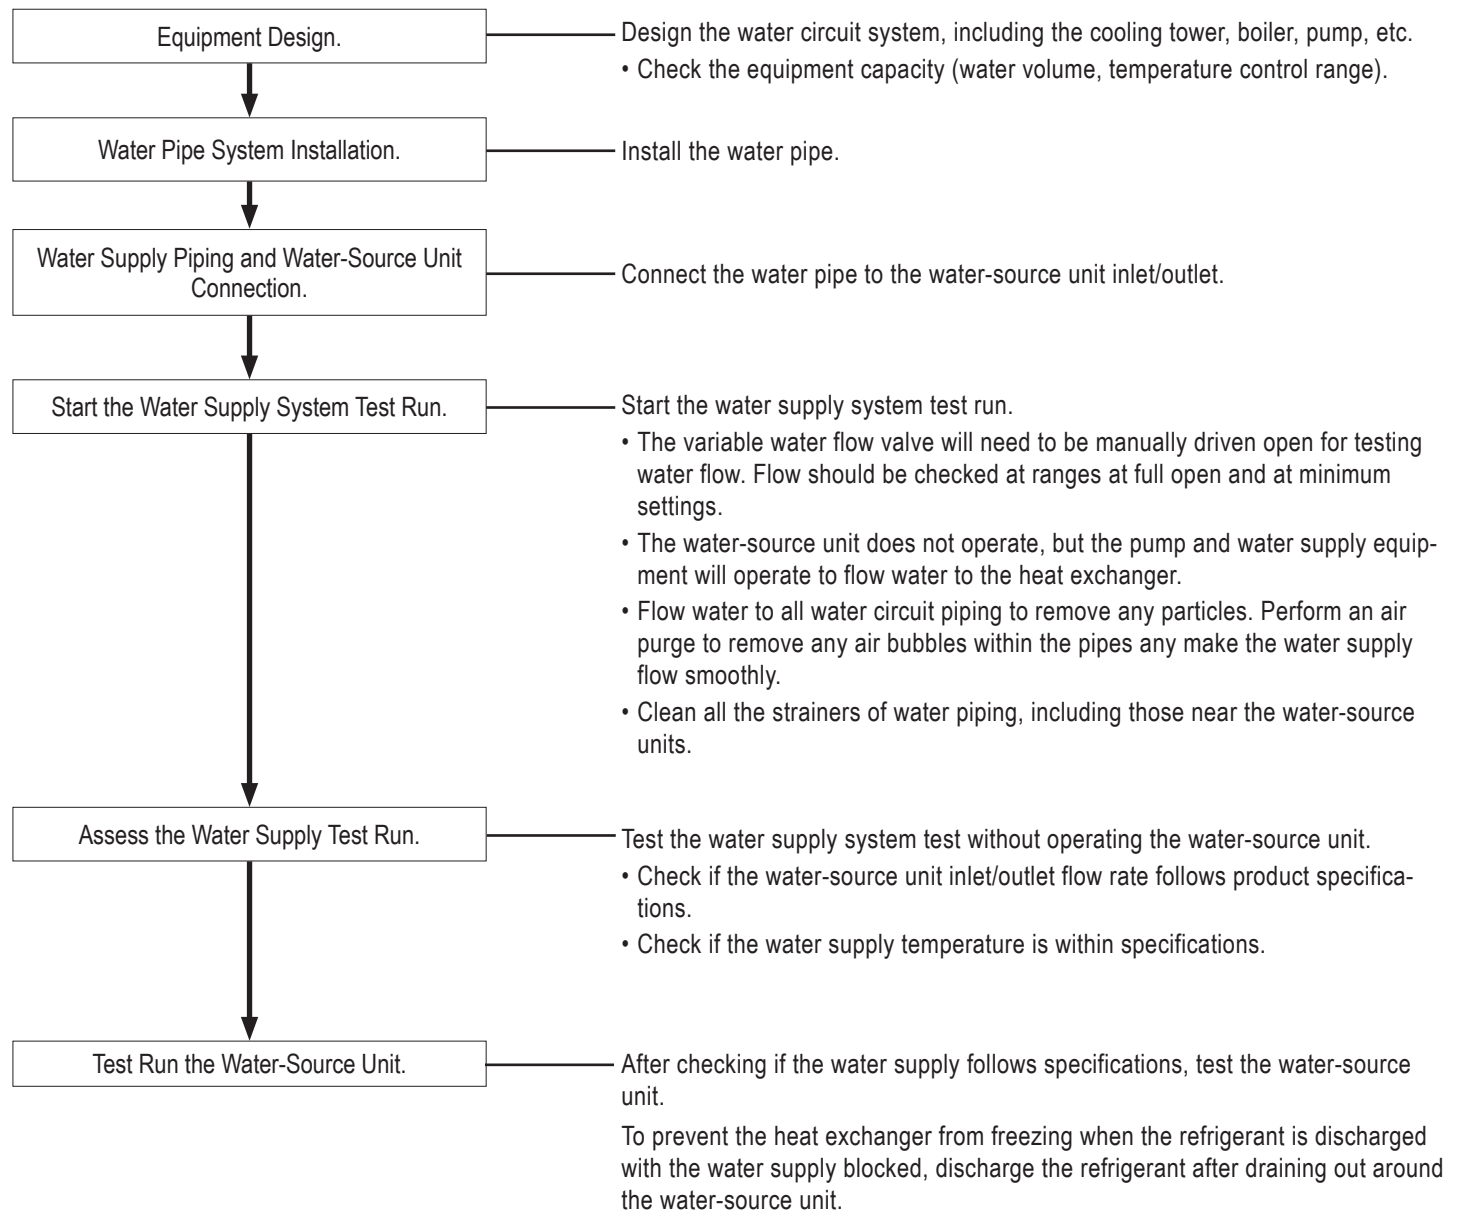 Equipment Design.
Design the water circuit system, including the cooling tower, boiler, pump, etc.
• Check the equipment capacity (water volume, temperature control range).
Water Pipe System Installation.
Install the water pipe.
Water Supply Piping and Water-Source Unit
Connection.
Connect the water pipe to the water-source unit inlet/outlet.
Start the Water Supply System Test Run.
Start the water supply system test run.
• The variable water flow valve will need to be manually driven open for testing
water flow. Flow should be checked at ranges at full open and at minimum
settings.
• The water-source unit does not operate, but the pump and water supply equip-
ment will operate to flow water to the heat exchanger.
• Flow water to all water circuit piping to remove any particles. Perform an air
purge to remove any air bubbles within the pipes any make the water supply
flow smoothly.
• Clean all the strainers of water piping, including those near the water-source
units.
Assess the Water Supply Test Run.
Test the water supply system test without operating the water-source unit.
• Check if the water-source unit inlet/outlet flow rate follows product specifica-
tions.
• Check if the water supply temperature is within specifications.
Test Run the Water-Source Unit.
After checking if the water supply follows specifications, test the water-source
unit.
To prevent the heat exchanger from freezing when the refrigerant is discharged
with the water supply blocked, discharge the refrigerant after draining out around
the water-source unit.